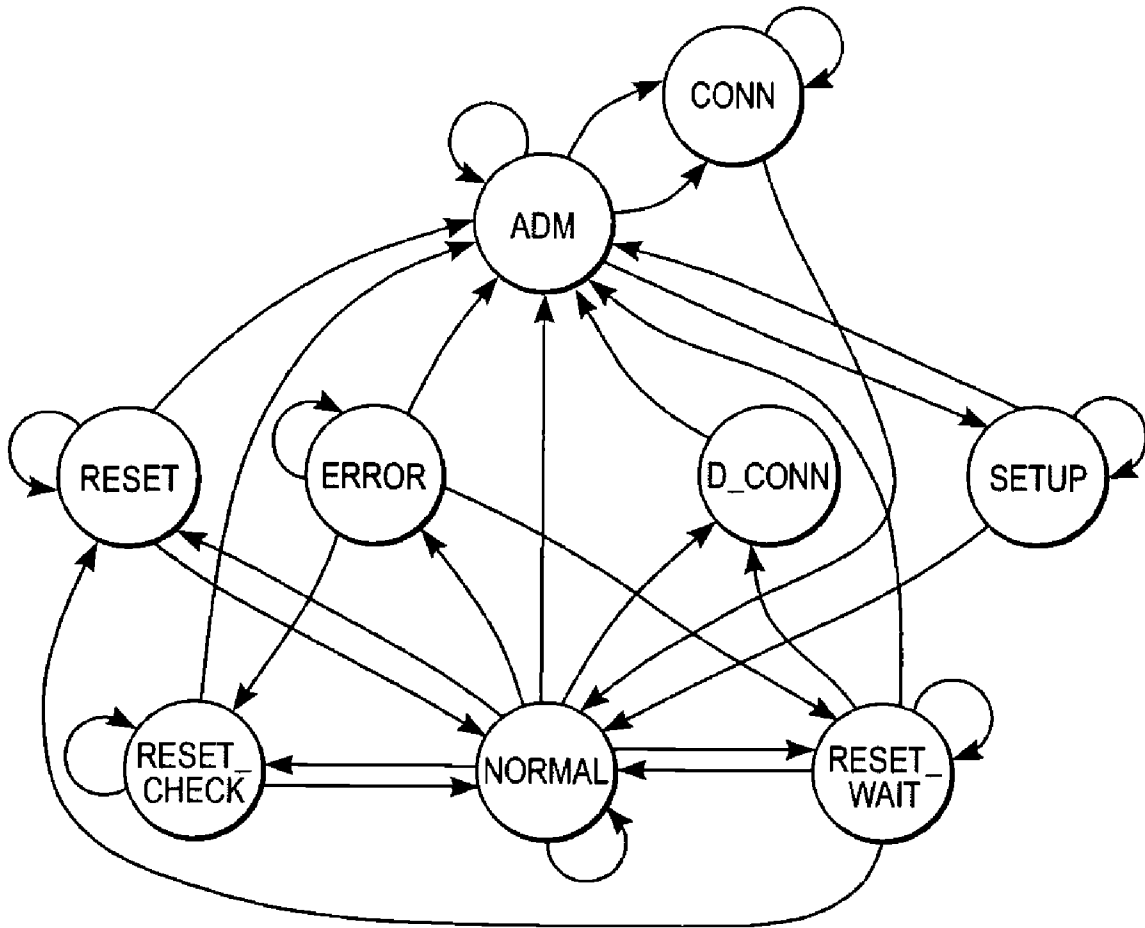 CONN
ADM
RESET
ERROR
D_CONN
SETUP
RESET_
CHECK
NORMAL
RESET_
WAIT